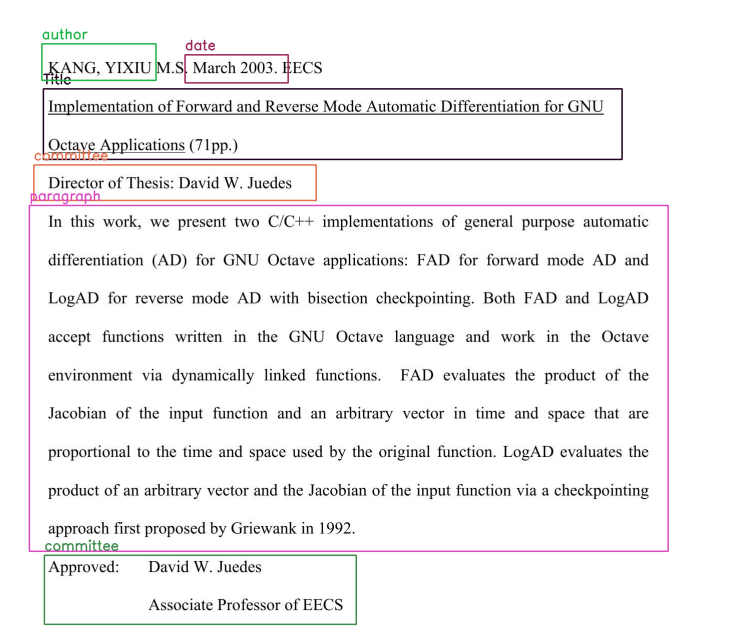 author
date
KANG, YIXIU M.S. March 2003. EECS
Title
Implementation of Forward and Reverse Mode Automatic Differentiation for GNU
Octave Applications (71pp.)
committee
Director of Thesis: David W. Juedes
paragraph
In this work, we present two C/C++ implementations of general purpose automatic
differentiation (AD) for GNU Octave applications: FAD for forward mode AD and
LogAD for reverse mode AD with bisection checkpointing. Both FAD and LogAD
accept functions written in the GNU Octave language and work in the Octave
environment via dynamically linked functions. FAD evaluates the product of the
Jacobian of the input function and an arbitrary vector in time and space that are
proportional to the time and space used by the original function. LogAD evaluates the
product of an arbitrary vector and the Jacobian of the input function via a checkpointing
approach first proposed by Griewank in 1992.
committee
Approved: David W. Juedes
Associate Professor of EECS